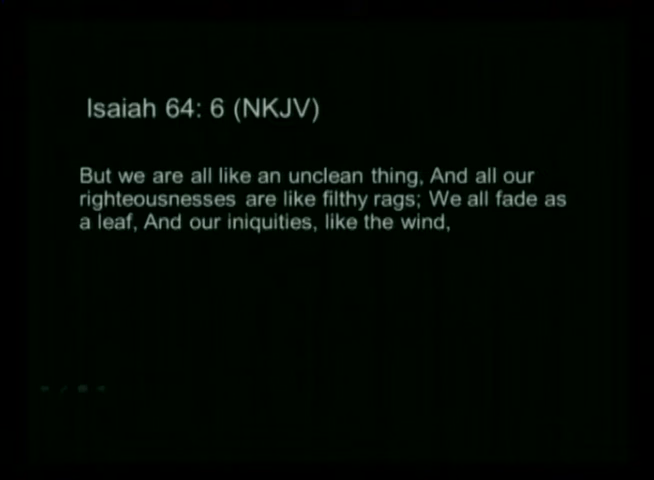 Isaiah 64: 6 (NKJV)
But we are all like an unclean thing, And all our
righteousnesses are like filthy rags; We all fade as
a leaf, And our iniquities, like the wind,